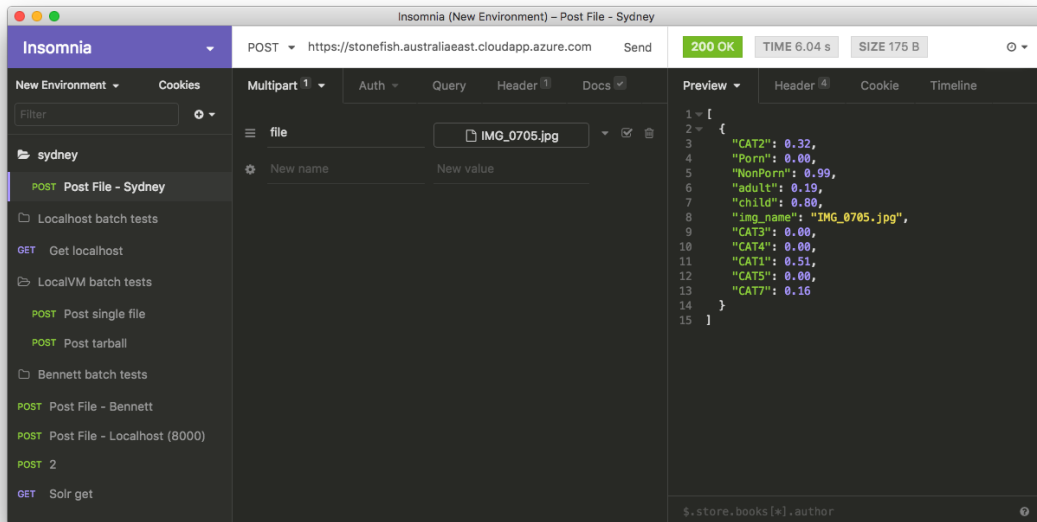 Insomnia (New Environment) – Post File - Sydney
Insomnia
POST https://stonefish.australiaeast.cloudapp.azure.com Send
200 OK TIME 6.04 s SIZE 175 B
New Environment Cookies
Multipart 1 Auth Query Header 1 Docs
Preview Header 4 Cookie Timeline
Filter
sydney
POST Post File - Sydney
Localhost batch tests
GET Get localhost
LocalVM batch tests
POST Post single file
POST Post tarball
Bennett batch tests
POST Post File - Bennett
POST Post File - Localhost (8000)
POST 2
GET Solr get
file IMG_0705.jpg
New name New value
1 [
2 {
3 "CAT2": 0.32,
4 "Porn": 0.00,
5 "NonPorn": 0.99,
6 "adult": 0.19,
7 "child": 0.80,
8 "img_name": "IMG_0705.jpg",
9 "CAT3": 0.00,
10 "CAT4": 0.00,
11 "CAT1": 0.51,
12 "CAT5": 0.00,
13 "CAT7": 0.16
14 }
15 ]
$.store.books[*].author